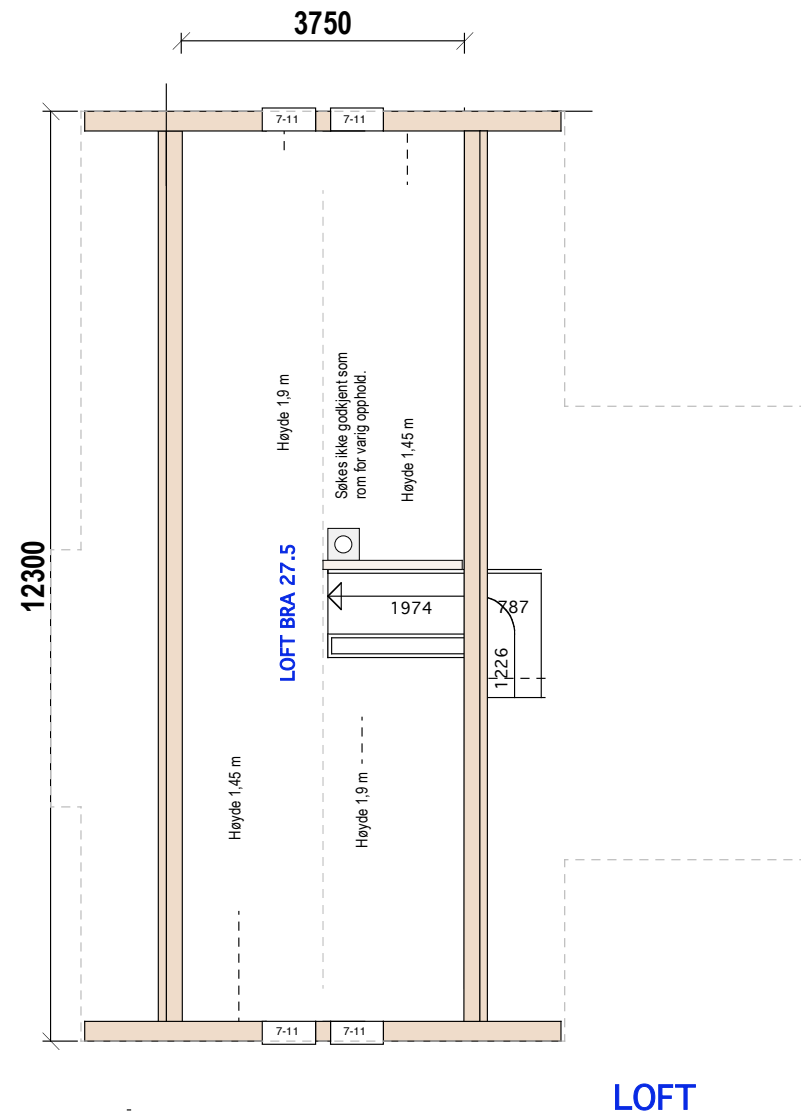 3750
7-11
7-11
Høyde 1,9 m
Søkes ikke godkjent som
rom for varig opphold.
Høyde 1,45 m
12300
LOFT BRA 27.5
1974
787
1226
Høyde 1,45 m
Høyde 1,9 m
7-11
7-11
LOFT